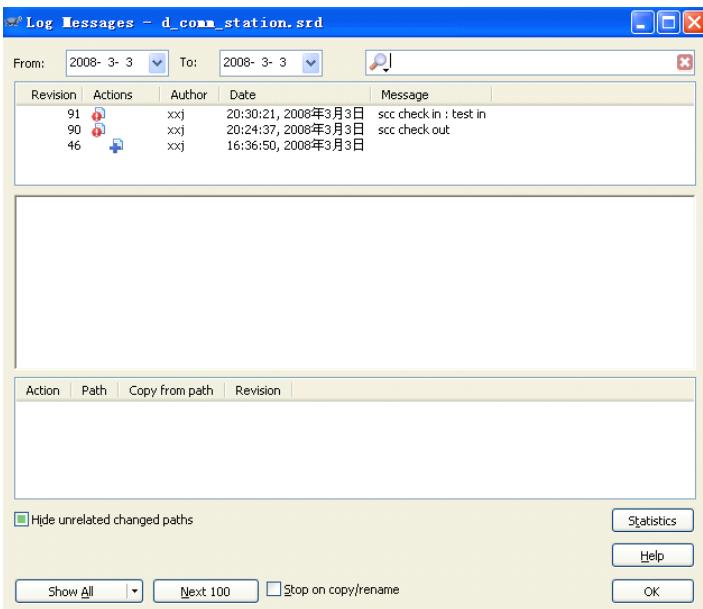 Log Messages - d_comm_station.srd
From: 2008- 3- 3 To: 2008- 3- 3
Revision Actions Author Date Message
91 xxj 20:30:21, 2008年3月3日 scc check in : test in
90 xxj 20:24:37, 2008年3月3日 scc check out
46 xxj 16:36:50, 2008年3月3日
Action Path Copy from path Revision
Hide unrelated changed paths
Statistics
Help
Show All Next 100 Stop on copy/rename OK